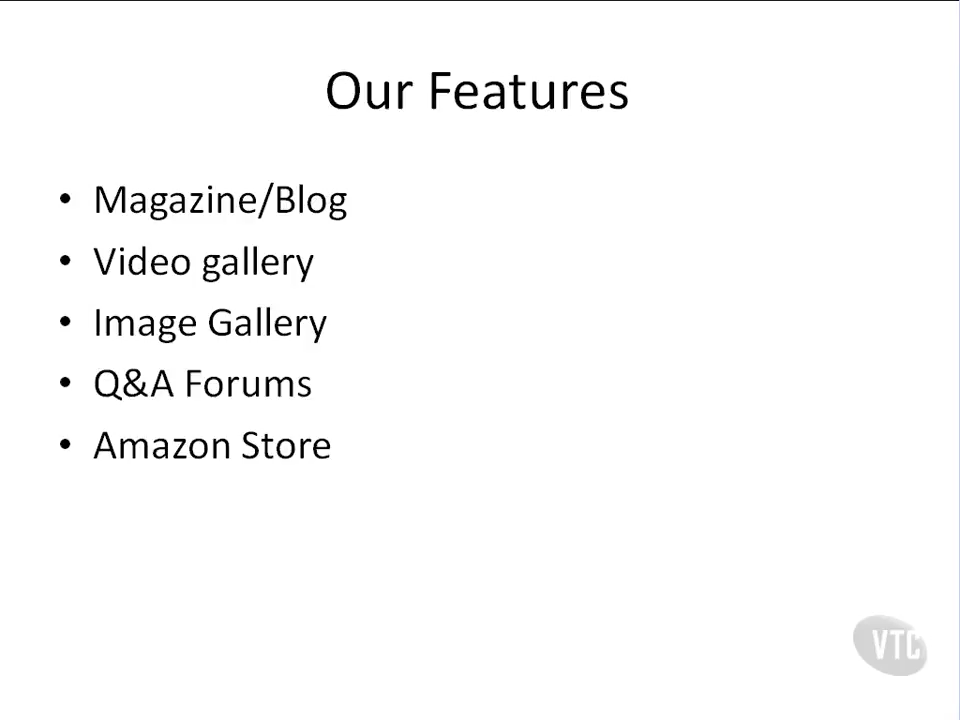 Our Features
• Magazine/Blog
• Video gallery
• Image Gallery
• Q&A Forums
• Amazon Store
VTC